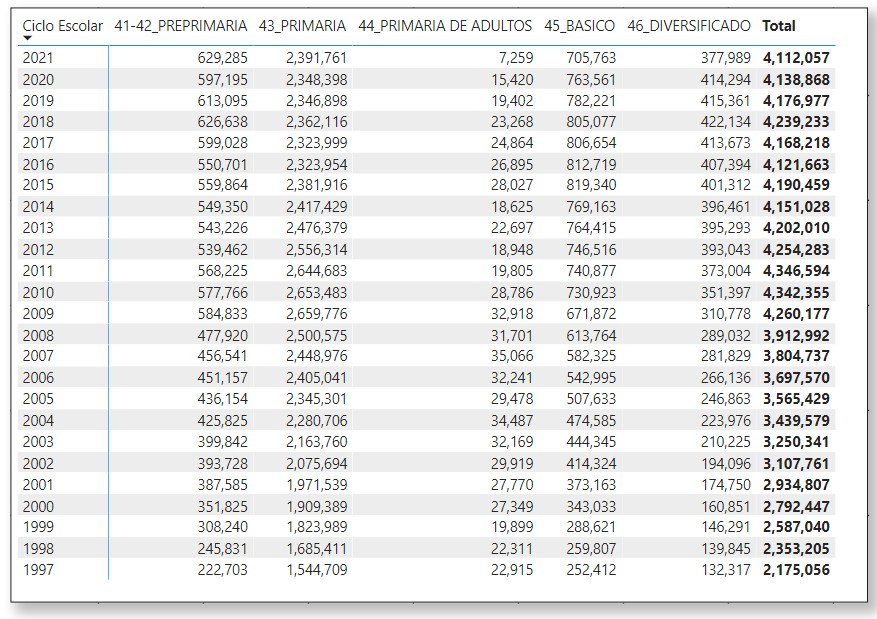 Ciclo Escolar 41-42_PREPRIMARIA 43_PRIMARIA 44_PRIMARIA DE ADULTOS 45_BASICO 46_DIVERSIFICADO Total
2021 629,285 2,391,761 7,259 705,763 377,989 4,112,057
2020 597,195 2,348,398 15,420 763,561 414,294 4,138,868
2019 613,095 2,346,898 19,402 782,221 415,361 4,176,977
2018 626,638 2,362,116 23,268 805,077 422,134 4,239,233
2017 599,028 2,323,999 24,864 806,654 413,673 4,168,218
2016 550,701 2,323,954 26,895 812,719 407,394 4,121,663
2015 559,864 2,381,916 28,027 819,340 401,312 4,190,459
2014 549,350 2,417,429 18,625 769,163 396,461 4,151,028
2013 543,226 2,476,379 22,697 764,415 395,293 4,202,010
2012 539,462 2,556,314 18,948 746,516 393,043 4,254,283
2011 568,225 2,644,683 19,805 740,877 373,004 4,346,594
2010 577,766 2,653,483 28,786 730,923 351,397 4,342,355
2009 584,833 2,659,776 32,918 671,872 310,778 4,260,177
2008 477,920 2,500,575 31,701 613,764 289,032 3,912,992
2007 456,541 2,448,976 35,066 582,325 281,829 3,804,737
2006 451,157 2,405,041 32,241 542,995 266,136 3,697,570
2005 436,154 2,345,301 29,478 507,633 246,863 3,565,429
2004 425,825 2,280,706 34,487 474,585 223,976 3,439,579
2003 399,842 2,163,760 32,169 444,345 210,225 3,250,341
2002 393,728 2,075,694 29,919 414,324 194,096 3,107,761
2001 387,585 1,971,539 27,770 373,163 174,750 2,934,807
2000 351,825 1,909,389 27,349 343,033 160,851 2,792,447
1999 308,240 1,823,989 19,899 288,621 146,291 2,587,040
1998 245,831 1,685,411 22,311 259,807 139,845 2,353,205
1997 222,703 1,544,709 22,915 252,412 132,317 2,175,056